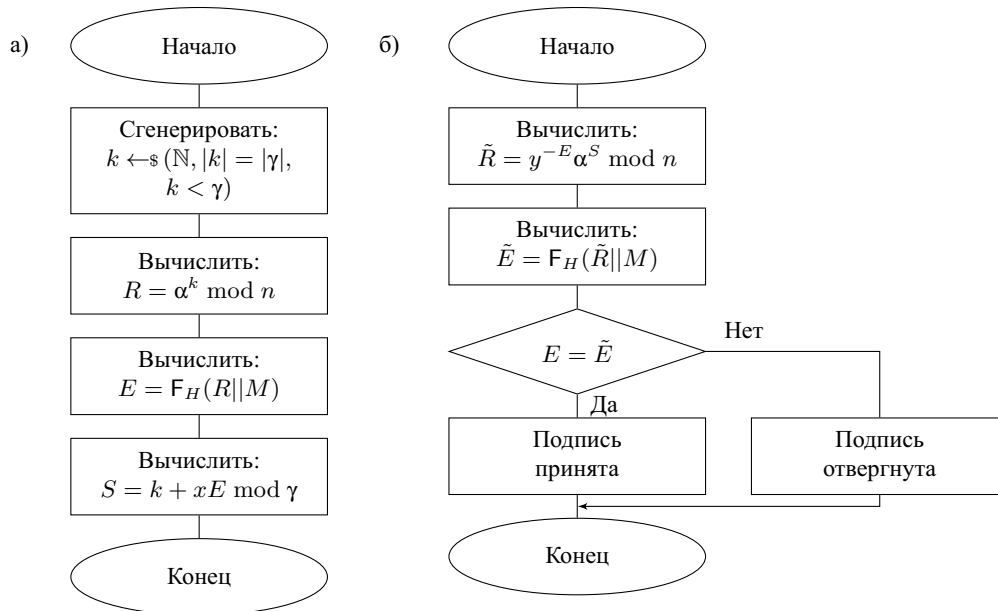 а)
Начало
Сгенерировать:
k ←$ (ℕ, |k| = |γ|,
k < γ)
Вычислить:
R = α^k mod n
Вычислить:
E = F_H(R||M)
Вычислить:
S = k + xE mod γ
Конец
б)
Начало
Вычислить:
R̃ = y^{−E}α^S mod n
Вычислить:
Ẽ = F_H(R̃||M)
E = Ẽ
Нет
Да
Подпись
принята
Подпись
отвергнута
Конец